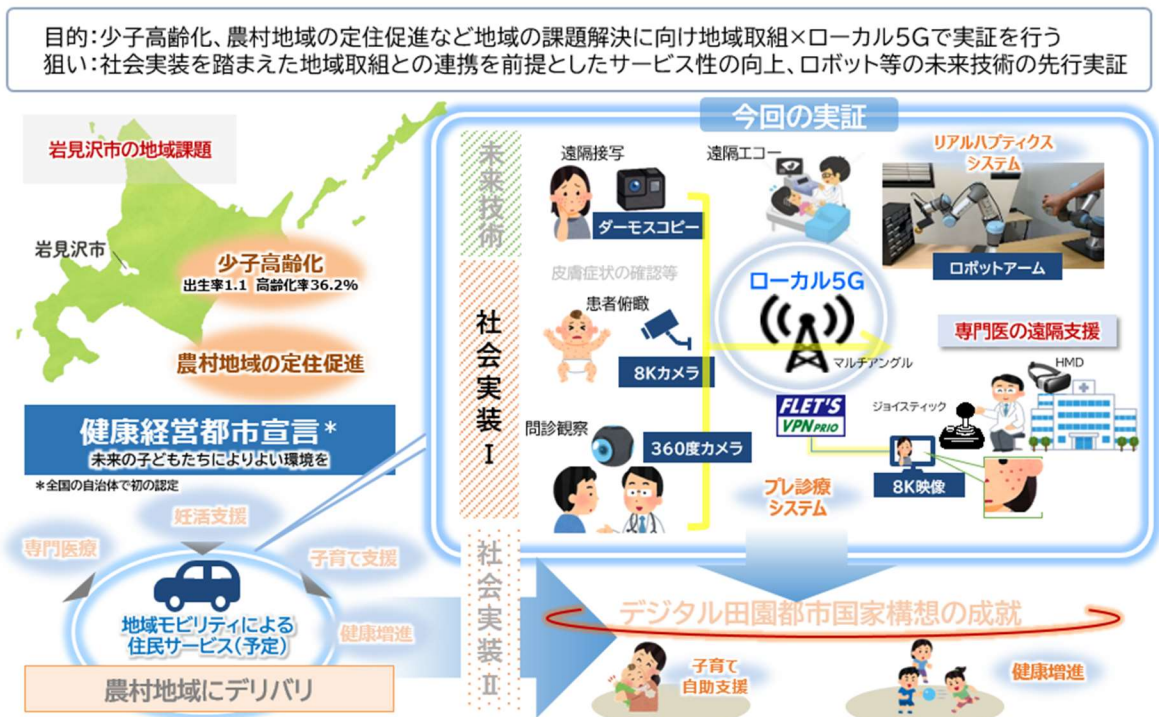 目的：少子高齢化、農村地域の定住促進など地域の課題解決に向け地域取組×ローカル5Gで実証を行う
狙い：社会実装を踏まえた地域取組との連携を前提としたサービス性の向上、ロボット等の未来技術の先行実証
岩見沢市の地域課題
岩見沢市
少子高齢化
出生率1.1 高齢化率36.2%
農村地域の定住促進
健康経営都市宣言*
未来の子どもたちによりよい環境を
*全国の自治体で初の認定
妊活支援
専門医療
子育て支援
健康増進
地域モビリティによる
住民サービス(予定)
農村地域にデリバリ
今回の実証
未来技術
遠隔接写
ダーモスコピー
皮膚症状の確認等
遠隔エコー
リアルハプティクス
システム
ロボットアーム
社会実装Ⅰ
患者俯瞰
8Kカメラ
問診観察
360度カメラ
ローカル5G
マルチアングル
FLET'S
VPN PRIO
プレ診療
システム
専門医の遠隔支援
HMD
ジョイスティック
8K映像
社会実装Ⅱ
デジタル田園都市国家構想の成就
子育て
自助支援
健康増進